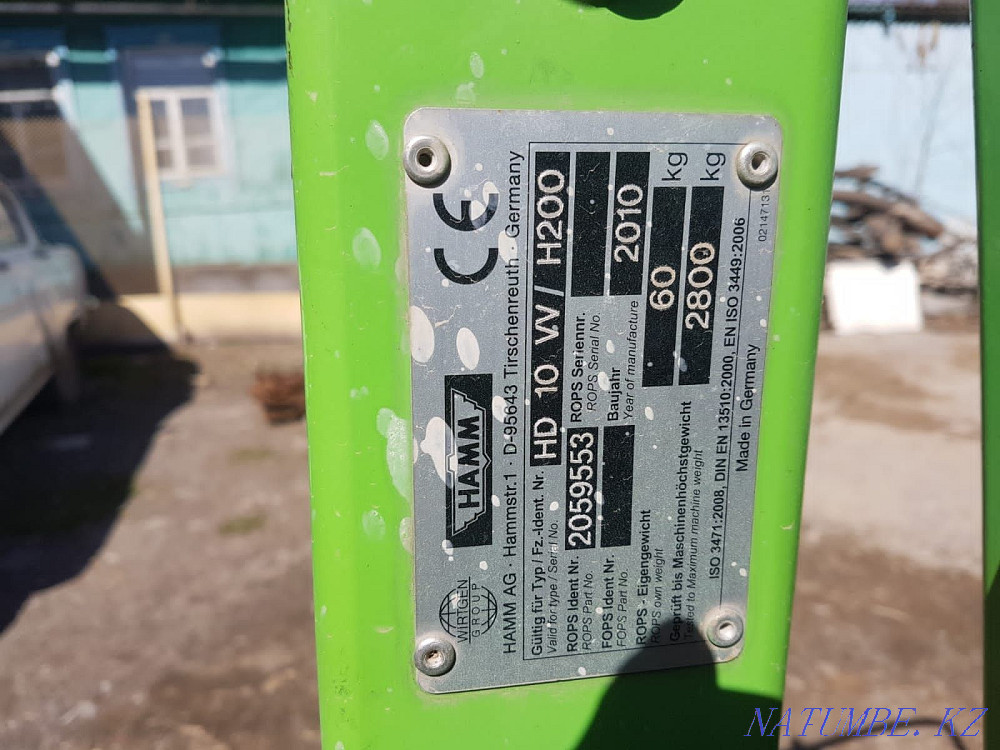 WIRTGEN
GROUP
HAMM
CE
HAMM AG · Hammstr.1 · D-95643 Tirschenreuth · Germany
Gültig für Typ / Fz.-Ident. Nr. HD 10 VV / H200
Valid for type / Serial No.
ROPS Ident Nr. 2059553 ROPS Seriennr.
ROPS Part No. ROPS Serial No.
FOPS Ident Nr. Baujahr 2010
FOPS Part No. Year of manufacture
ROPS - Eigengewicht 60 kg
ROPS own weight
Geprüft bis Maschinenhöchstgewicht 2800 kg
Tested to Maximum machine weight
ISO 3471:2008, DIN EN 13510:2000, EN ISO 3449:2006
Made in Germany
NATUMBE.KZ